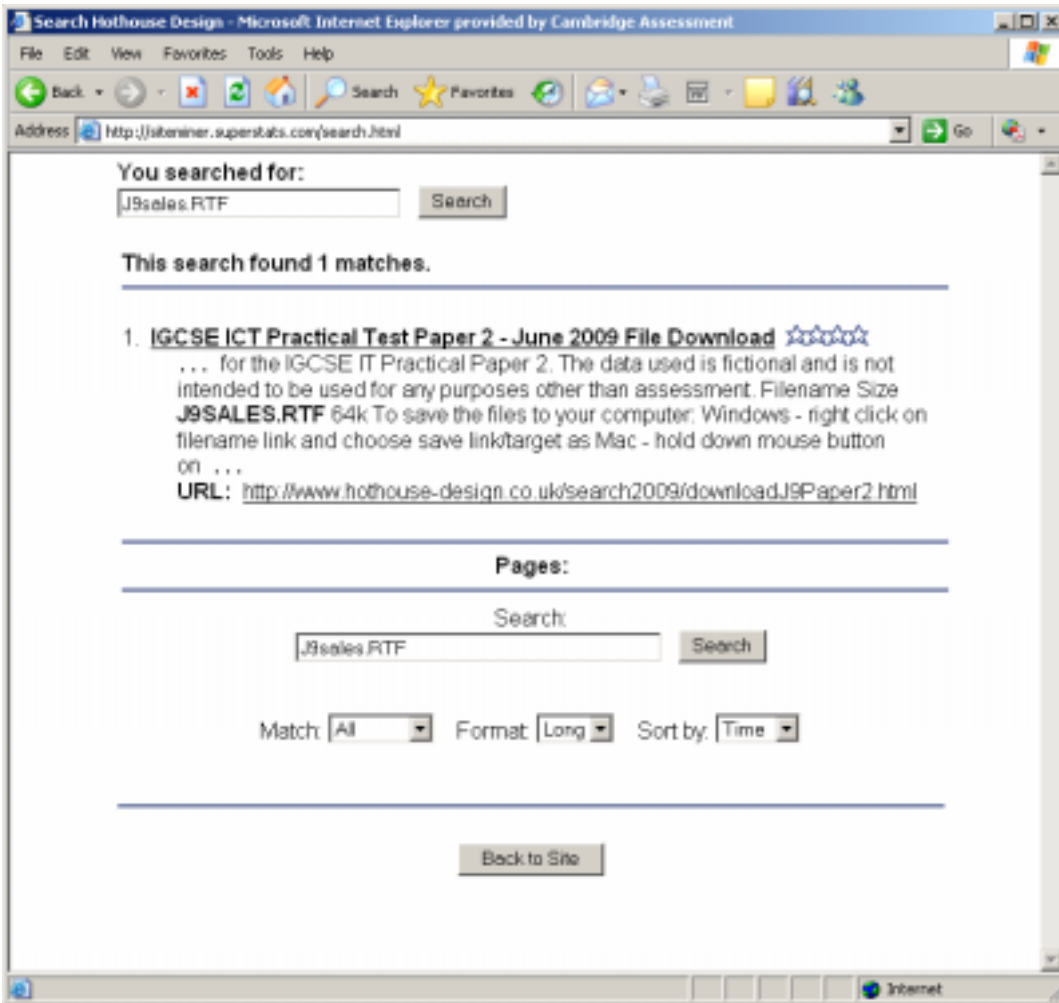 Search Hothouse Design - Microsoft Internet Explorer provided by Cambridge Assessment
File Edit View Favorites Tools Help
Back Search Favorites
Address http://siteminer.superstats.com/search.html Go
You searched for:
J9sales.RTF Search
This search found 1 matches.
1. IGCSE ICT Practical Test Paper 2 - June 2009 File Download
... for the IGCSE IT Practical Paper 2. The data used is fictional and is not
intended to be used for any purposes other than assessment. Filename Size
J9SALES.RTF 64k To save the files to your computer: Windows - right click on
filename link and choose save link/target as Mac - hold down mouse button
on ...
URL: http://www.hothouse-design.co.uk/search2009/downloadJ9Paper2.html
Pages:
Search:
J9sales.RTF Search
Match: All Format: Long Sort by: Time
Back to Site
Internet